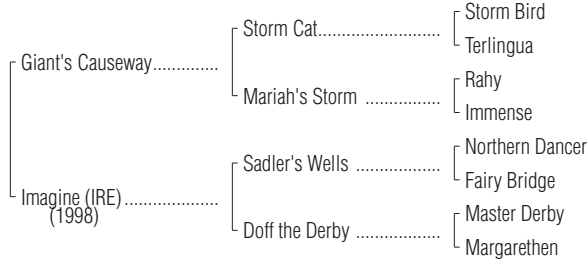 Storm Bird
Storm Cat........................
Terlingua
Giant's Causeway.............
Rahy
Mariah's Storm ...............
Immense
Northern Dancer
Sadler's Wells .................
Fairy Bridge
Imagine (IRE)...................
(1998)
Master Derby
Doff the Derby .................
Margarethen